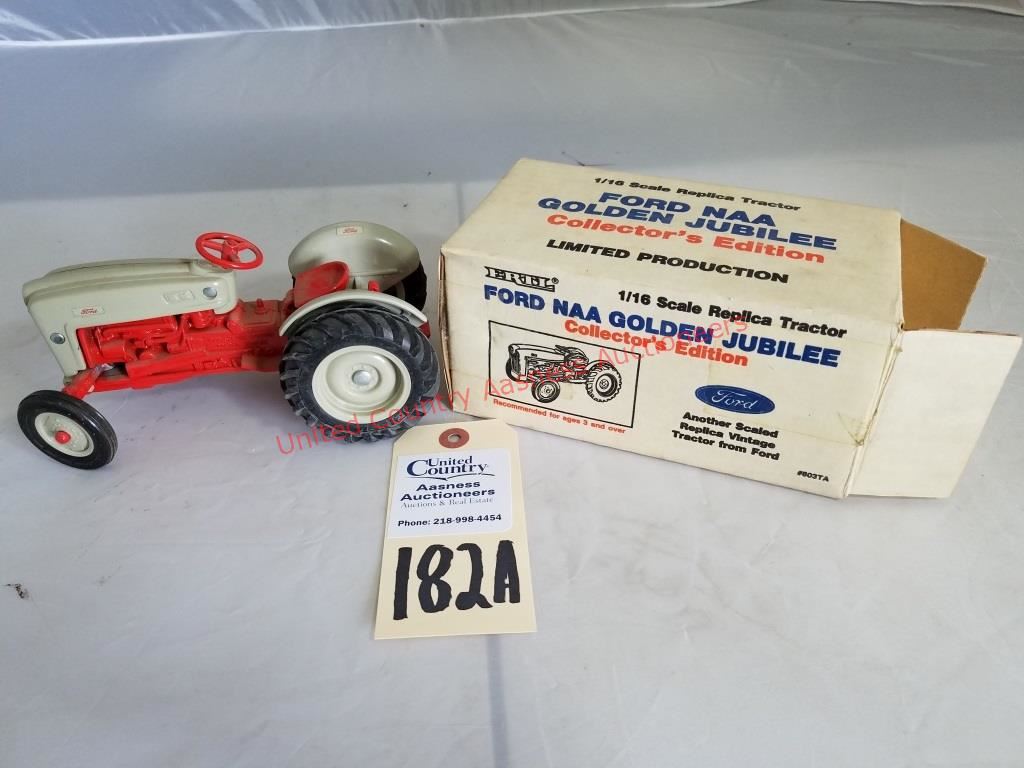 1/16 Scale Replica Tractor
FORD NAA
GOLDEN JUBILEE
Collector's Edition
LIMITED PRODUCTION
ERTL
1/16 Scale Replica Tractor
FORD NAA GOLDEN JUBILEE
Collector's Edition
Recommended for ages 3 and over
Ford
Another Scaled
Replica Vintage
Tractor from Ford
#803TA
Ford
Ford
United Country Aasness Auctioneers
United
Country
Aasness
Auctioneers
Auctions & Real Estate
Phone: 218-998-4454
182A